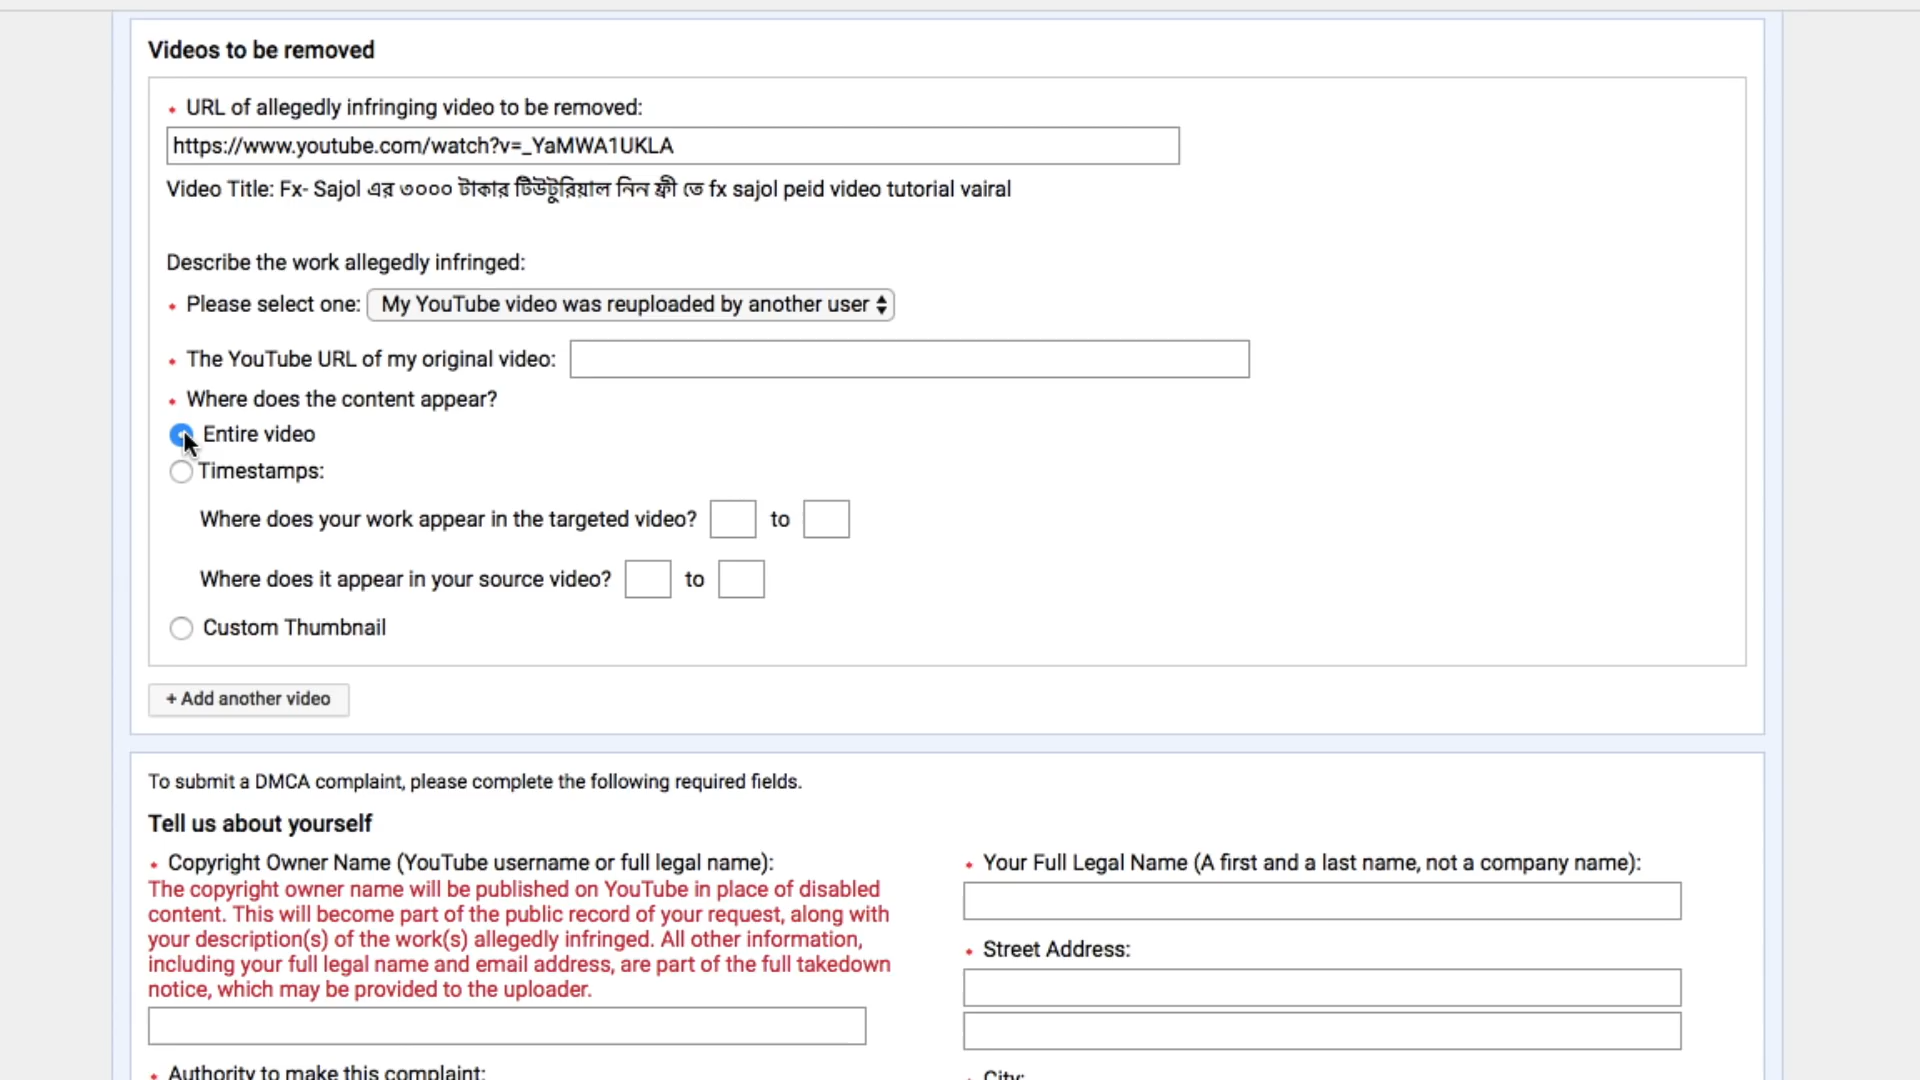 Videos to be removed
• URL of allegedly infringing video to be removed:
https://www.youtube.com/watch?v=_YaMWA1UKLA
Video Title: Fx- Sajol এর ৩০০০ টাকার টিউটুরিয়াল নিন ফ্রী তে fx sajol peid video tutorial vairal
Describe the work allegedly infringed:
• Please select one: My YouTube video was reuploaded by another user
• The YouTube URL of my original video:
• Where does the content appear?
Entire video
Timestamps:
Where does your work appear in the targeted video? to
Where does it appear in your source video? to
Custom Thumbnail
+ Add another video
To submit a DMCA complaint, please complete the following required fields.
Tell us about yourself
• Copyright Owner Name (YouTube username or full legal name):
The copyright owner name will be published on YouTube in place of disabled
content. This will become part of the public record of your request, along with
your description(s) of the work(s) allegedly infringed. All other information,
including your full legal name and email address, are part of the full takedown
notice, which may be provided to the uploader.
• Authority to make this complaint:
• Your Full Legal Name (A first and a last name, not a company name):
• Street Address:
• City: